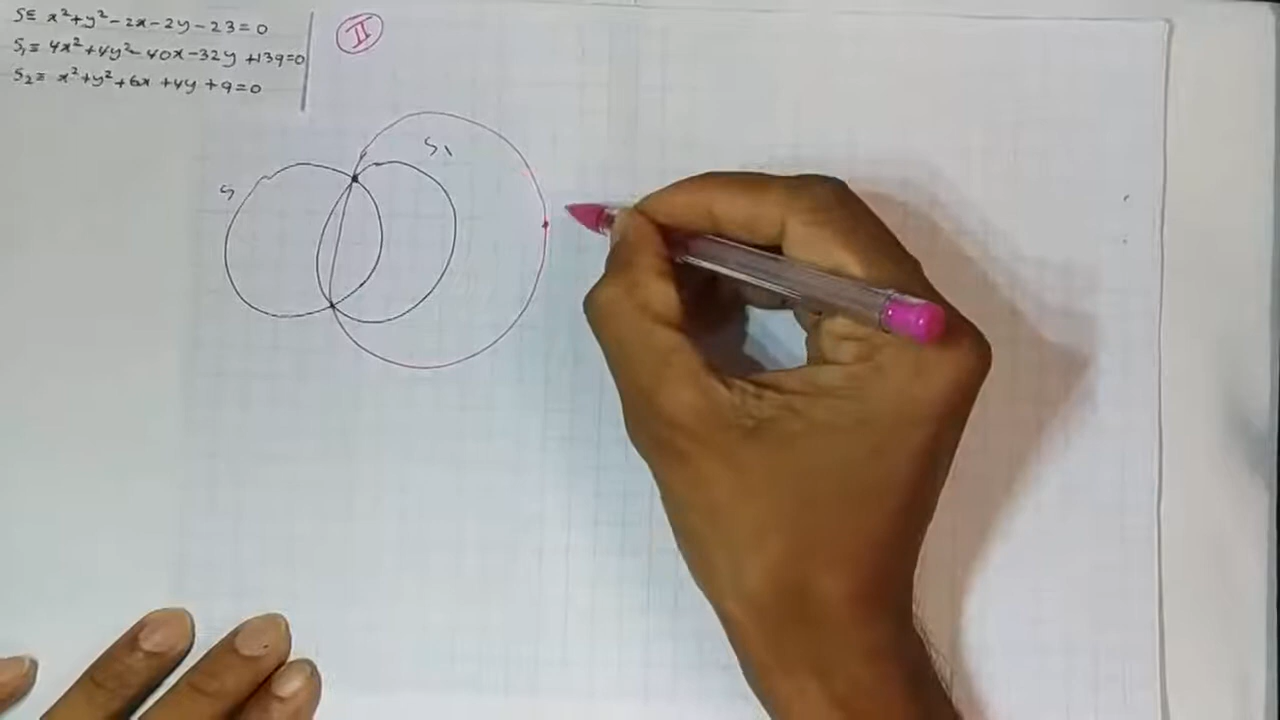 S≡ x²+y²-2x-2y-23=0
S₁≡ 4x²+4y²-40x-32y+139=0
S₂≡ x²+y²+6x+4y+9=0
II
S₁
S